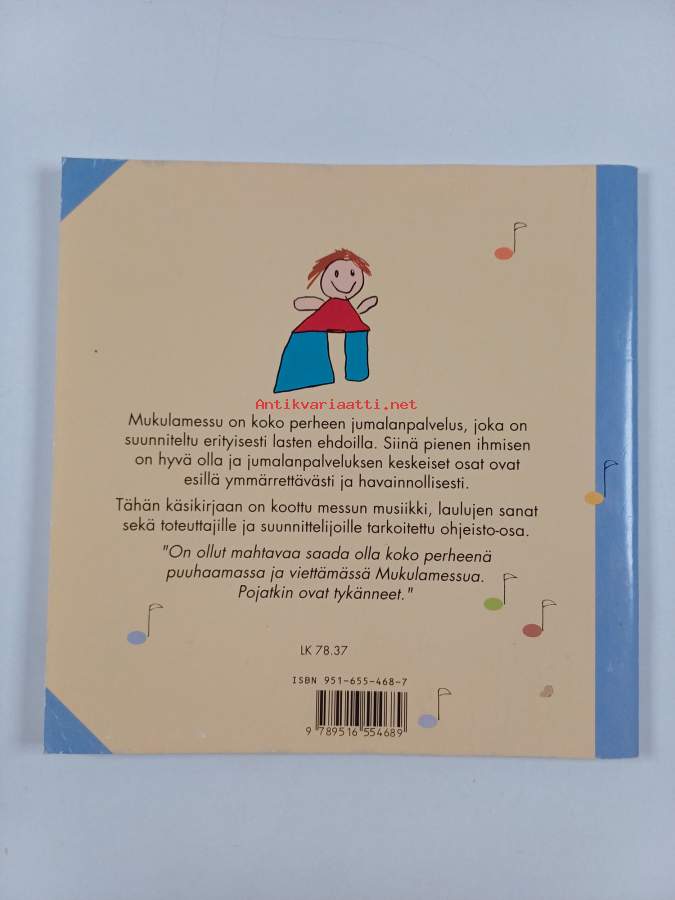 Antikvariaatti.net
Mukulamessu on koko perheen jumalanpalvelus, joka on
suunniteltu erityisesti lasten ehdoilla. Siinä pienen ihmisen
on hyvä olla ja jumalanpalveluksen keskeiset osat ovat
esillä ymmärrettävästi ja havainnollisesti.
Tähän käsikirjaan on koottu messun musiikki, laulujen sanat
sekä toteuttajille ja suunnittelijoille tarkoitettu ohjeisto-osa.
"On ollut mahtavaa saada olla koko perheenä
puuhaamassa ja viettämässä Mukulamessua.
Pojatkin ovat tykänneet."
LK 78.37
ISBN 951-655-468-7
9 789516 554689